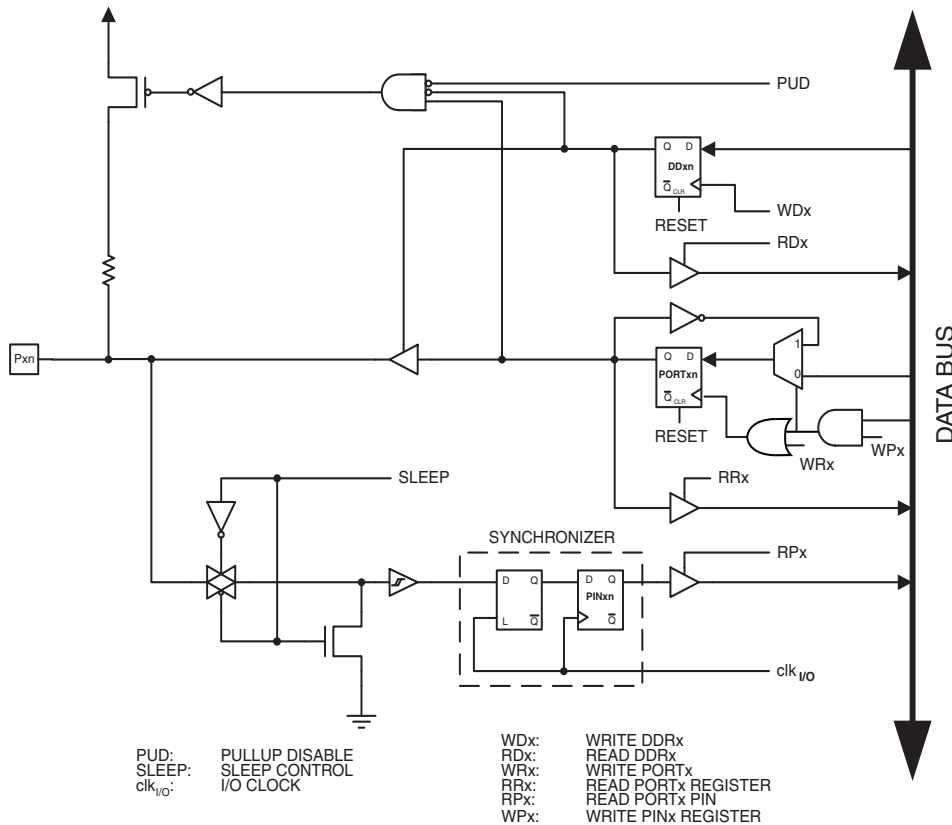 PUD
Q D
DDxn
Q CLR
WDx
RESET
RDx
Pxn
1
0
Q D
PORTxn
Q CLR
RESET
WRx
WPx
RRx
SLEEP
SYNCHRONIZER
RPx
D Q
L Q
D Q
PINxn
Q
clk I/O
DATA BUS
PUD: PULLUP DISABLE
SLEEP: SLEEP CONTROL
clk I/O: I/O CLOCK
WDx: WRITE DDRx
RDx: READ DDRx
WRx: WRITE PORTx
RRx: READ PORTx REGISTER
RPx: READ PORTx PIN
WPx: WRITE PINx REGISTER